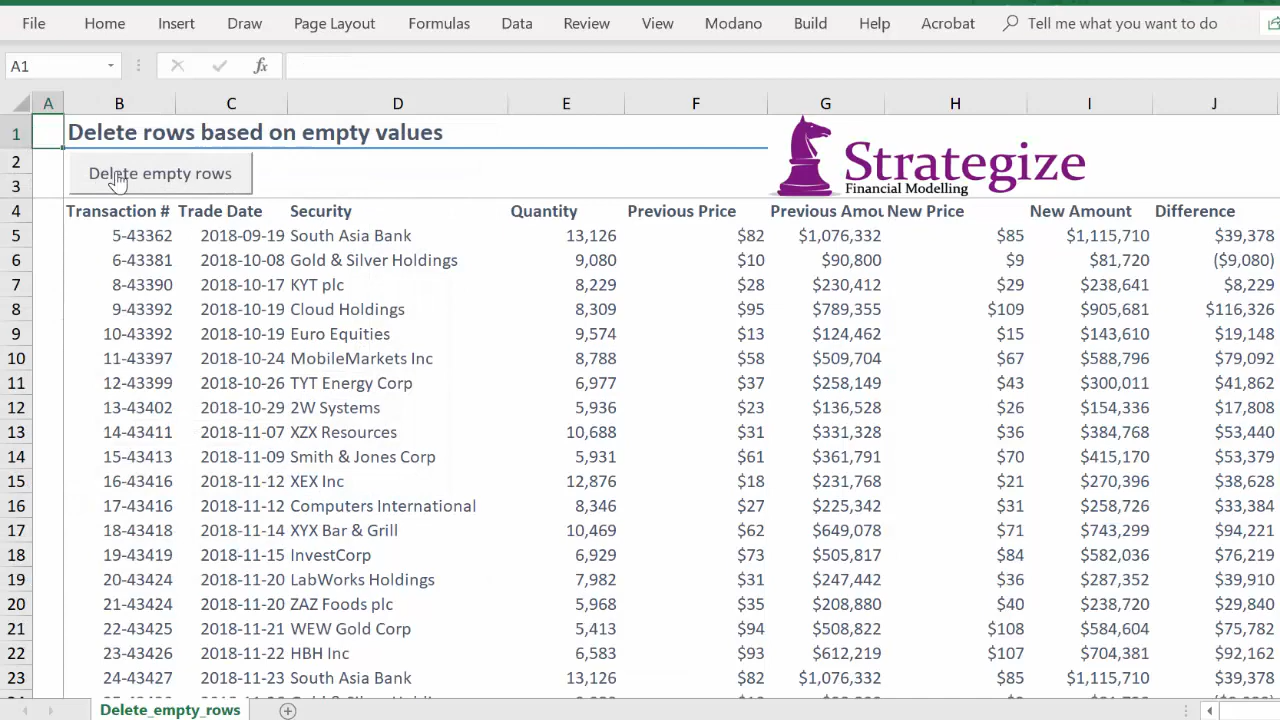 File Home Insert Draw Page Layout Formulas Data Review View Modano Build Help Acrobat Tell me what you want to do
A1 fx
A B C D E F G H I J
1 Delete rows based on empty values
Strategize
Financial Modelling
2 Delete empty rows
3
4 Transaction # Trade Date Security Quantity Previous Price Previous Amou New Price New Amount Difference
5 5-43362 2018-09-19 South Asia Bank 13,126 $82 $1,076,332 $85 $1,115,710 $39,378
6 6-43381 2018-10-08 Gold & Silver Holdings 9,080 $10 $90,800 $9 $81,720 ($9,080)
7 8-43390 2018-10-17 KYT plc 8,229 $28 $230,412 $29 $238,641 $8,229
8 9-43392 2018-10-19 Cloud Holdings 8,309 $95 $789,355 $109 $905,681 $116,326
9 10-43392 2018-10-19 Euro Equities 9,574 $13 $124,462 $15 $143,610 $19,148
10 11-43397 2018-10-24 MobileMarkets Inc 8,788 $58 $509,704 $67 $588,796 $79,092
11 12-43399 2018-10-26 TYT Energy Corp 6,977 $37 $258,149 $43 $300,011 $41,862
12 13-43402 2018-10-29 2W Systems 5,936 $23 $136,528 $26 $154,336 $17,808
13 14-43411 2018-11-07 XZX Resources 10,688 $31 $331,328 $36 $384,768 $53,440
14 15-43413 2018-11-09 Smith & Jones Corp 5,931 $61 $361,791 $70 $415,170 $53,379
15 16-43416 2018-11-12 XEX Inc 12,876 $18 $231,768 $21 $270,396 $38,628
16 17-43416 2018-11-12 Computers International 8,346 $27 $225,342 $31 $258,726 $33,384
17 18-43418 2018-11-14 XYX Bar & Grill 10,469 $62 $649,078 $71 $743,299 $94,221
18 19-43419 2018-11-15 InvestCorp 6,929 $73 $505,817 $84 $582,036 $76,219
19 20-43424 2018-11-20 LabWorks Holdings 7,982 $31 $247,442 $36 $287,352 $39,910
20 21-43424 2018-11-20 ZAZ Foods plc 5,968 $35 $208,880 $40 $238,720 $29,840
21 22-43425 2018-11-21 WEW Gold Corp 5,413 $94 $508,822 $108 $584,604 $75,782
22 23-43426 2018-11-22 HBH Inc 6,583 $93 $612,219 $107 $704,381 $92,162
23 24-43427 2018-11-23 South Asia Bank 13,126 $82 $1,076,332 $85 $1,115,710 $39,378
Delete_empty_rows